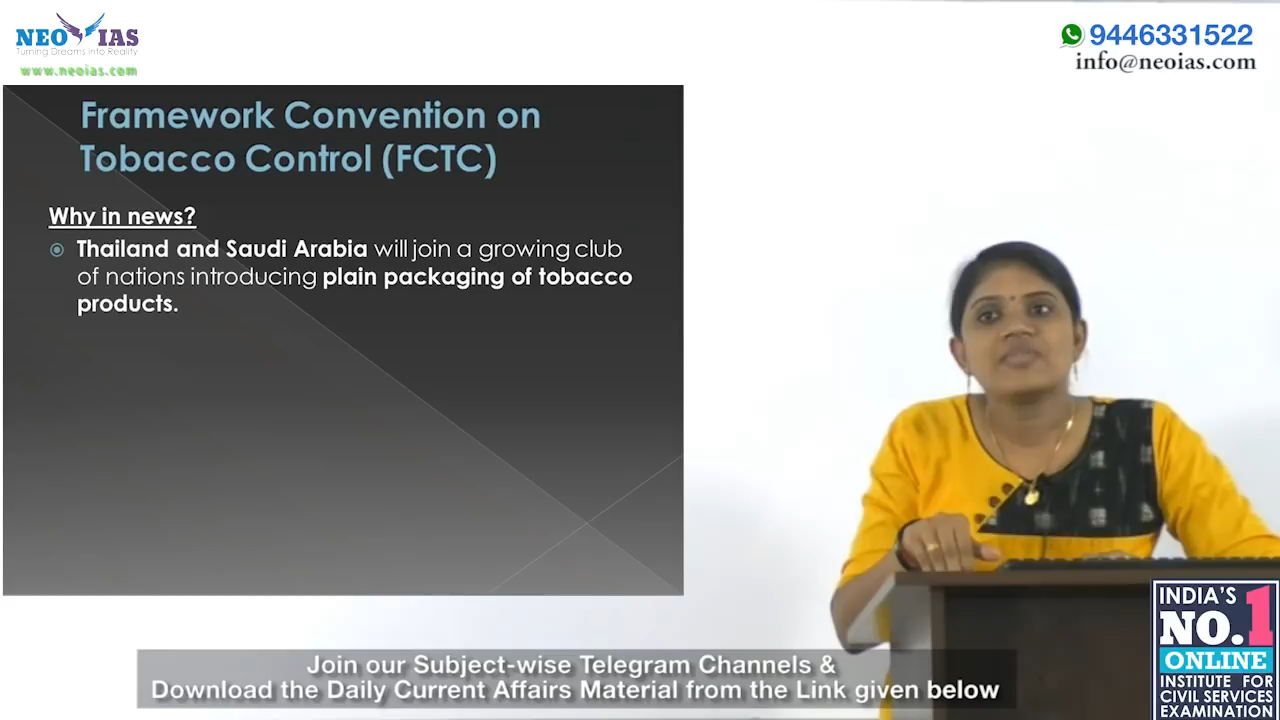 NEO IAS
Turning Dreams into Reality
www.neoias.com
9446331522
info@neoias.com
Framework Convention on
Tobacco Control (FCTC)
Why in news?
Thailand and Saudi Arabia will join a growing club
of nations introducing plain packaging of tobacco
products.
INDIA'S
NO.1
ONLINE
INSTITUTE FOR
CIVIL SERVICES
EXAMINATION
Join our Subject-wise Telegram Channels &
Download the Daily Current Affairs Material from the Link given below